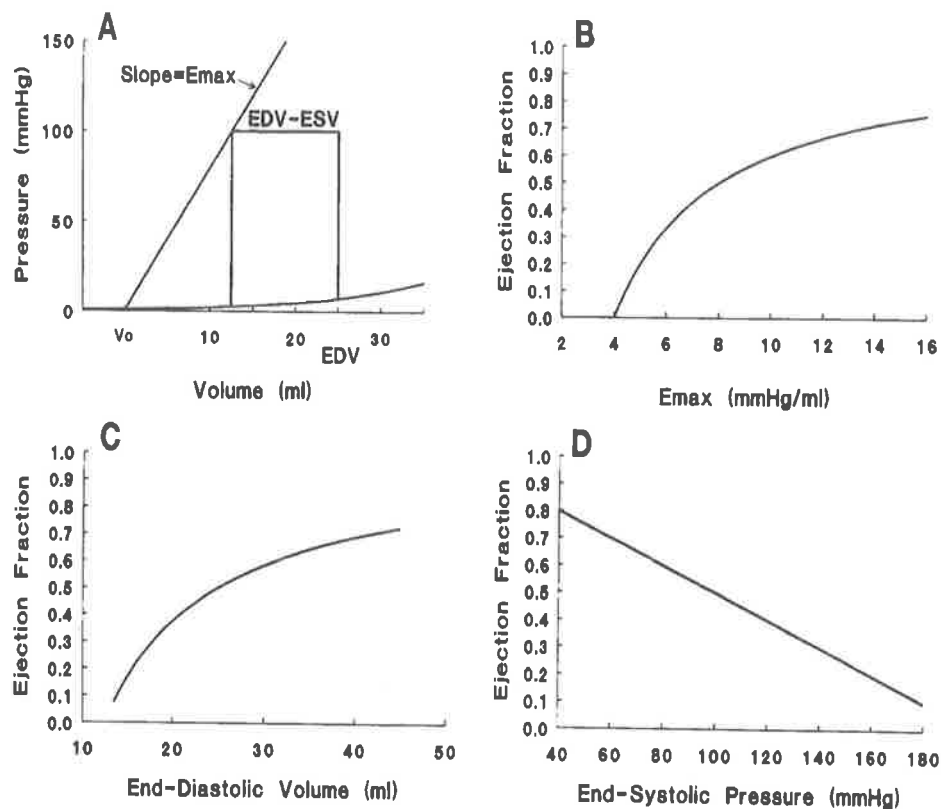 A
150
100
50
0
Pressure (mmHg)
Slope=Emax
EDV-ESV
Vo
10
20
30
EDV
Volume (ml)
B
1.0
0.9
0.8
0.7
0.6
0.5
0.4
0.3
0.2
0.1
0.0
Ejection Fraction
2 4 6 8 10 12 14 16
Emax (mmHg/ml)
C
1.0
0.9
0.8
0.7
0.6
0.5
0.4
0.3
0.2
0.1
0.0
Ejection Fraction
10 20 30 40 50
End-Diastolic Volume (ml)
D
1.0
0.9
0.8
0.7
0.6
0.5
0.4
0.3
0.2
0.1
0.0
Ejection Fraction
40 60 80 100 120 140 160 180
End-Systolic Pressure (mmHg)